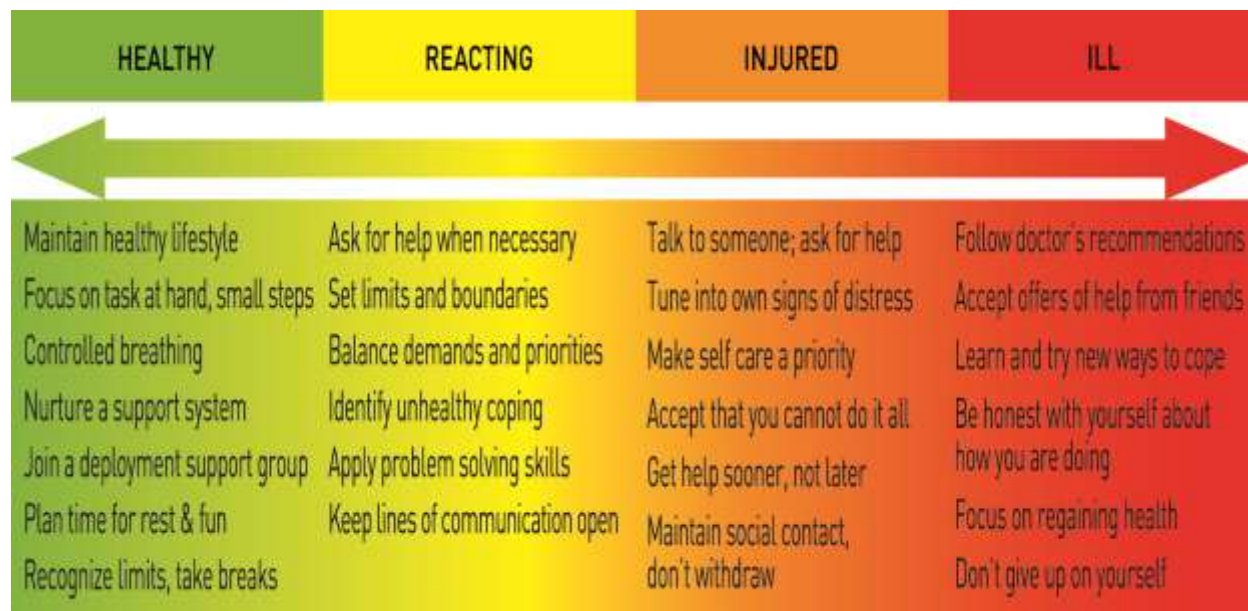 HEALTHY
REACTING
INJURED
ILL
Maintain healthy lifestyle
Focus on task at hand, small steps
Controlled breathing
Nurture a support system
Join a deployment support group
Plan time for rest & fun
Recognize limits, take breaks
Ask for help when necessary
Set limits and boundaries
Balance demands and priorities
Identify unhealthy coping
Apply problem solving skills
Keep lines of communication open
Talk to someone; ask for help
Tune into own signs of distress
Make self care a priority
Accept that you cannot do it all
Get help sooner, not later
Maintain social contact,
don't withdraw
Follow doctor's recommendations
Accept offers of help from friends
Learn and try new ways to cope
Be honest with yourself about
how you are doing
Focus on regaining health
Don't give up on yourself